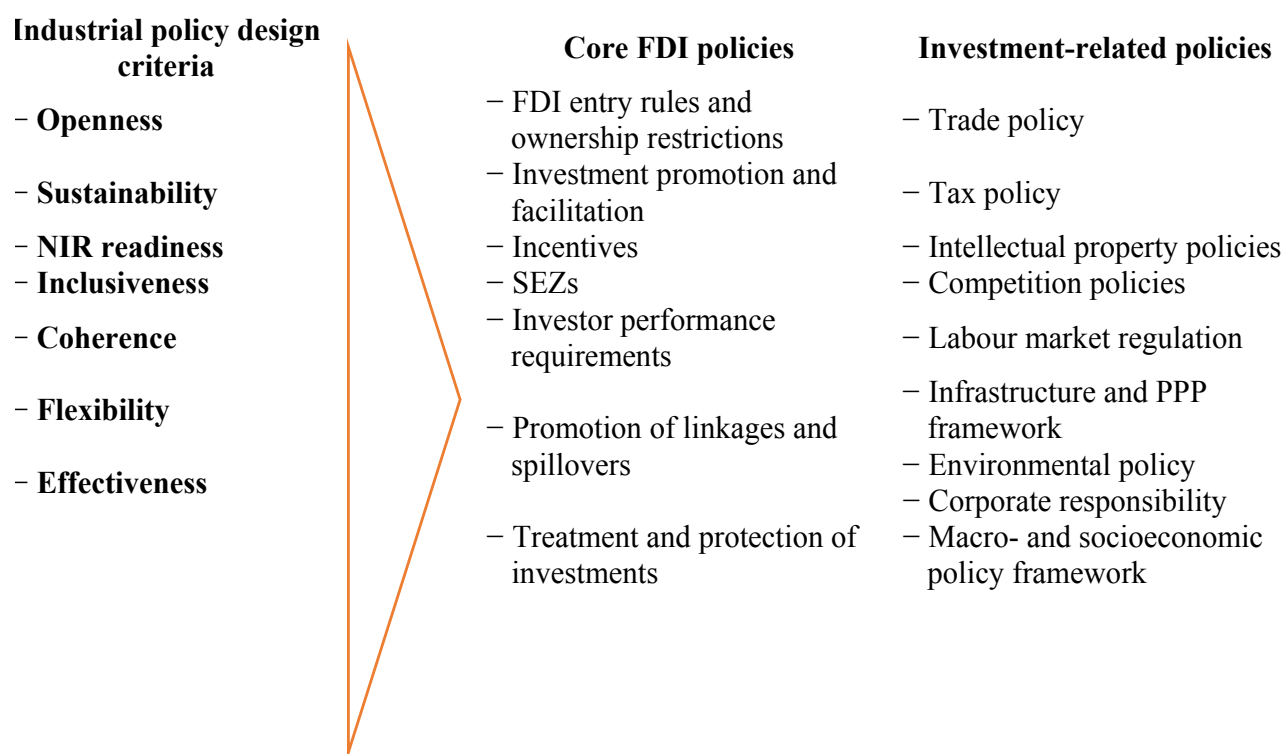 Industrial policy design
criteria
− Openness
− Sustainability
− NIR readiness
− Inclusiveness
− Coherence
− Flexibility
− Effectiveness
Core FDI policies
− FDI entry rules and
ownership restrictions
− Investment promotion and
facilitation
− Incentives
− SEZs
− Investor performance
requirements
− Promotion of linkages and
spillovers
− Treatment and protection of
investments
Investment-related policies
− Trade policy
− Tax policy
− Intellectual property policies
− Competition policies
− Labour market regulation
− Infrastructure and PPP
framework
− Environmental policy
− Corporate responsibility
− Macro- and socioeconomic
policy framework